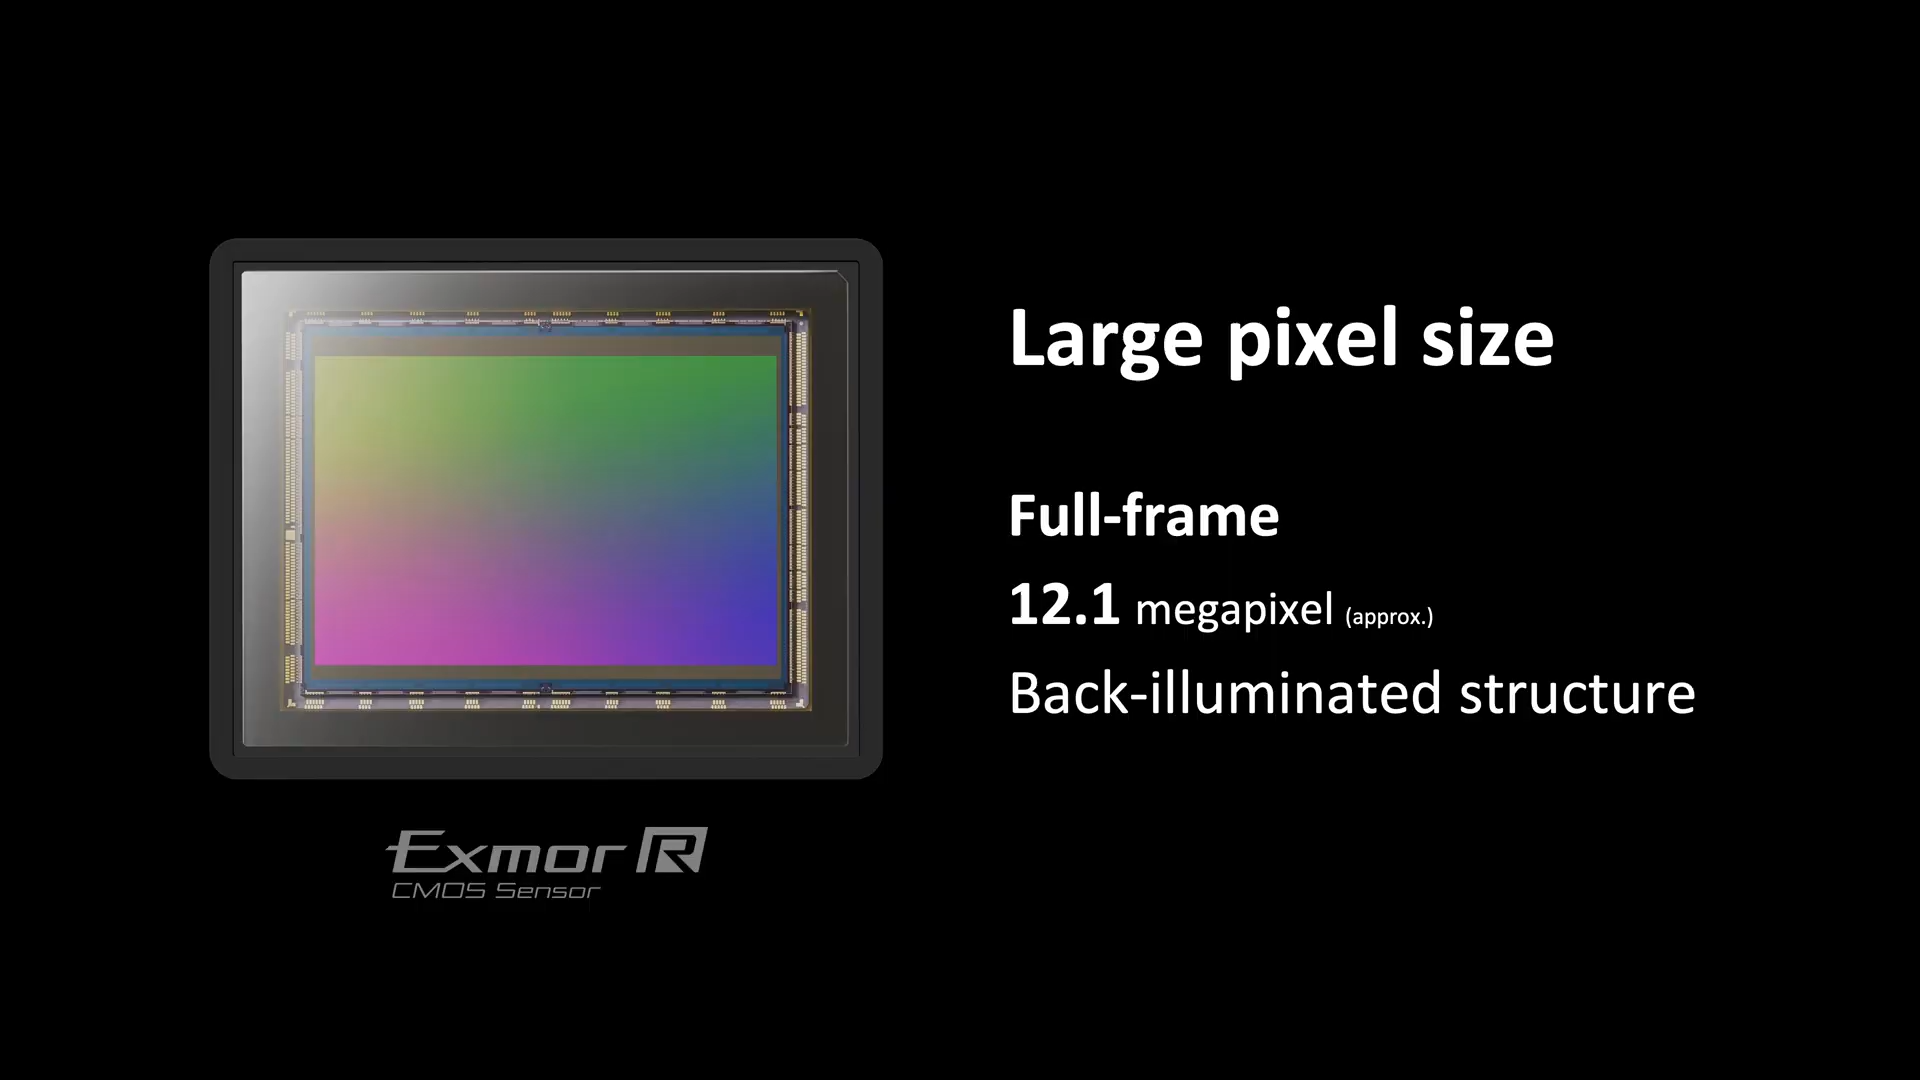 Large pixel size
Full-frame
12.1 megapixel (approx.)
Back-illuminated structure
Exmor R
CMOS Sensor